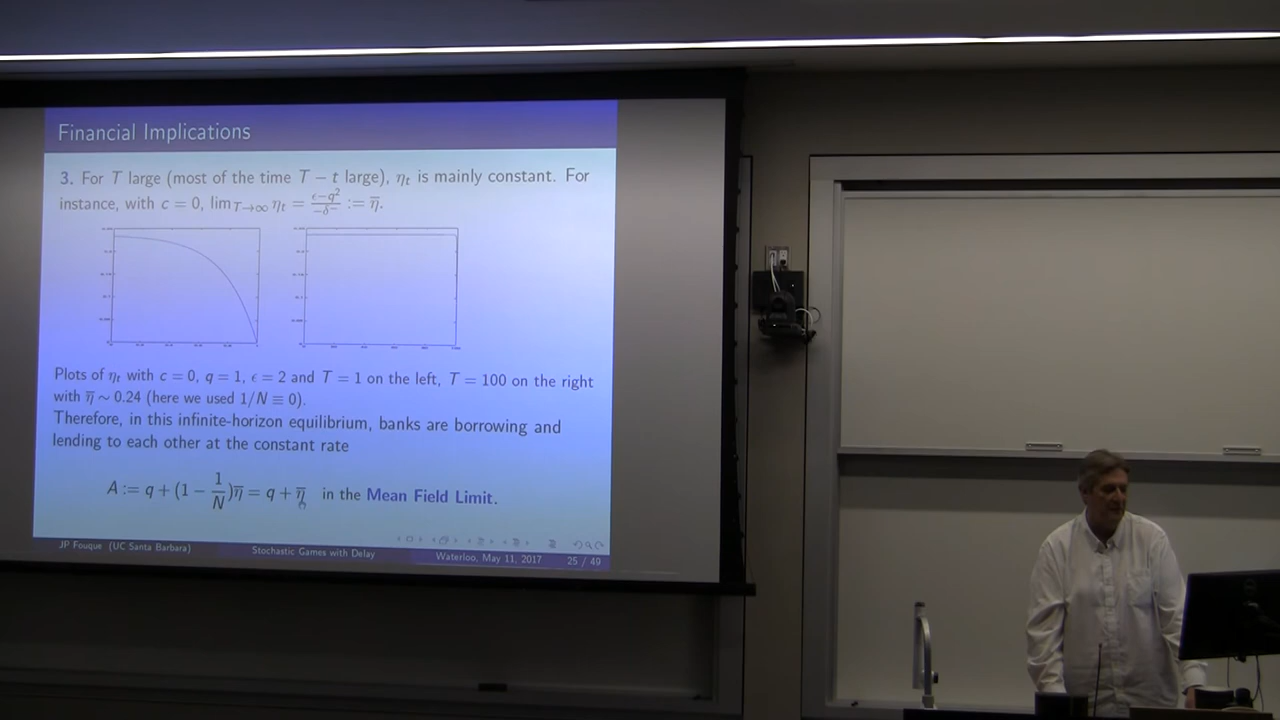 Financial Implications
3. For T large (most of the time T − t large), ηₜ is mainly constant. For
instance, with c = 0, lim_{T→∞} ηₜ = (ϵ−q²)/(−δ⁻) := η̅.
Plots of ηₜ with c = 0, q = 1, ϵ = 2 and T = 1 on the left, T = 100 on the right
with η̅ ∼ 0.24 (here we used 1/N ≡ 0).
Therefore, in this infinite-horizon equilibrium, banks are borrowing and
lending to each other at the constant rate
A := q + (1 − 1/N)η̅ = q + η̅ in the Mean Field Limit.
JP Fouque (UC Santa Barbara) Stochastic Games with Delay Waterloo, May 11, 2017 25 / 49